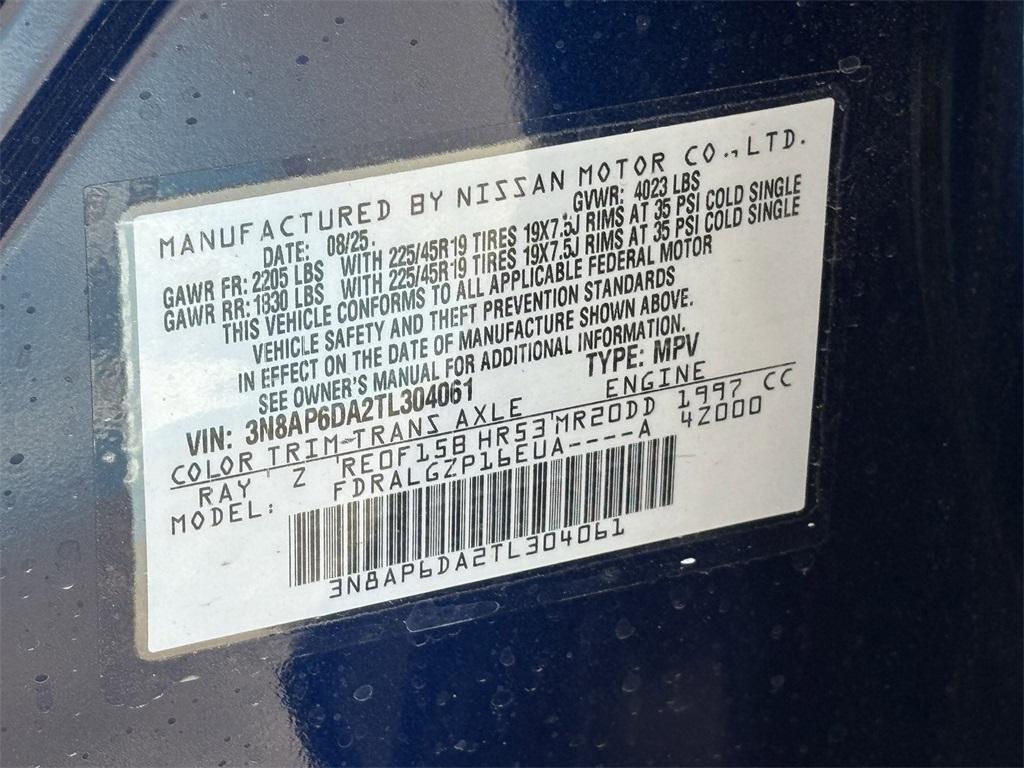 MANUFACTURED BY NISSAN MOTOR CO., LTD.
DATE: 08/25. GVWR: 4023 LBS
GAWR FR: 2205 LBS WITH 225/45R19 TIRES 19X7.5J RIMS AT 35 PSI COLD SINGLE
GAWR RR: 1830 LBS WITH 225/45R19 TIRES 19X7.5J RIMS AT 35 PSI COLD SINGLE
THIS VEHICLE CONFORMS TO ALL APPLICABLE FEDERAL MOTOR
VEHICLE SAFETY AND THEFT PREVENTION STANDARDS
IN EFFECT ON THE DATE OF MANUFACTURE SHOWN ABOVE.
SEE OWNER'S MANUAL FOR ADDITIONAL INFORMATION.
VIN: 3N8AP6DA2TL304061 TYPE: MPV
COLOR TRIM-TRANS AXLE ENGINE
RAY Z RE0F15B HR53 MR20DD 1997 CC
MODEL: FDRALGZP16EUA----A 42000
3N8AP6DA2TL304061